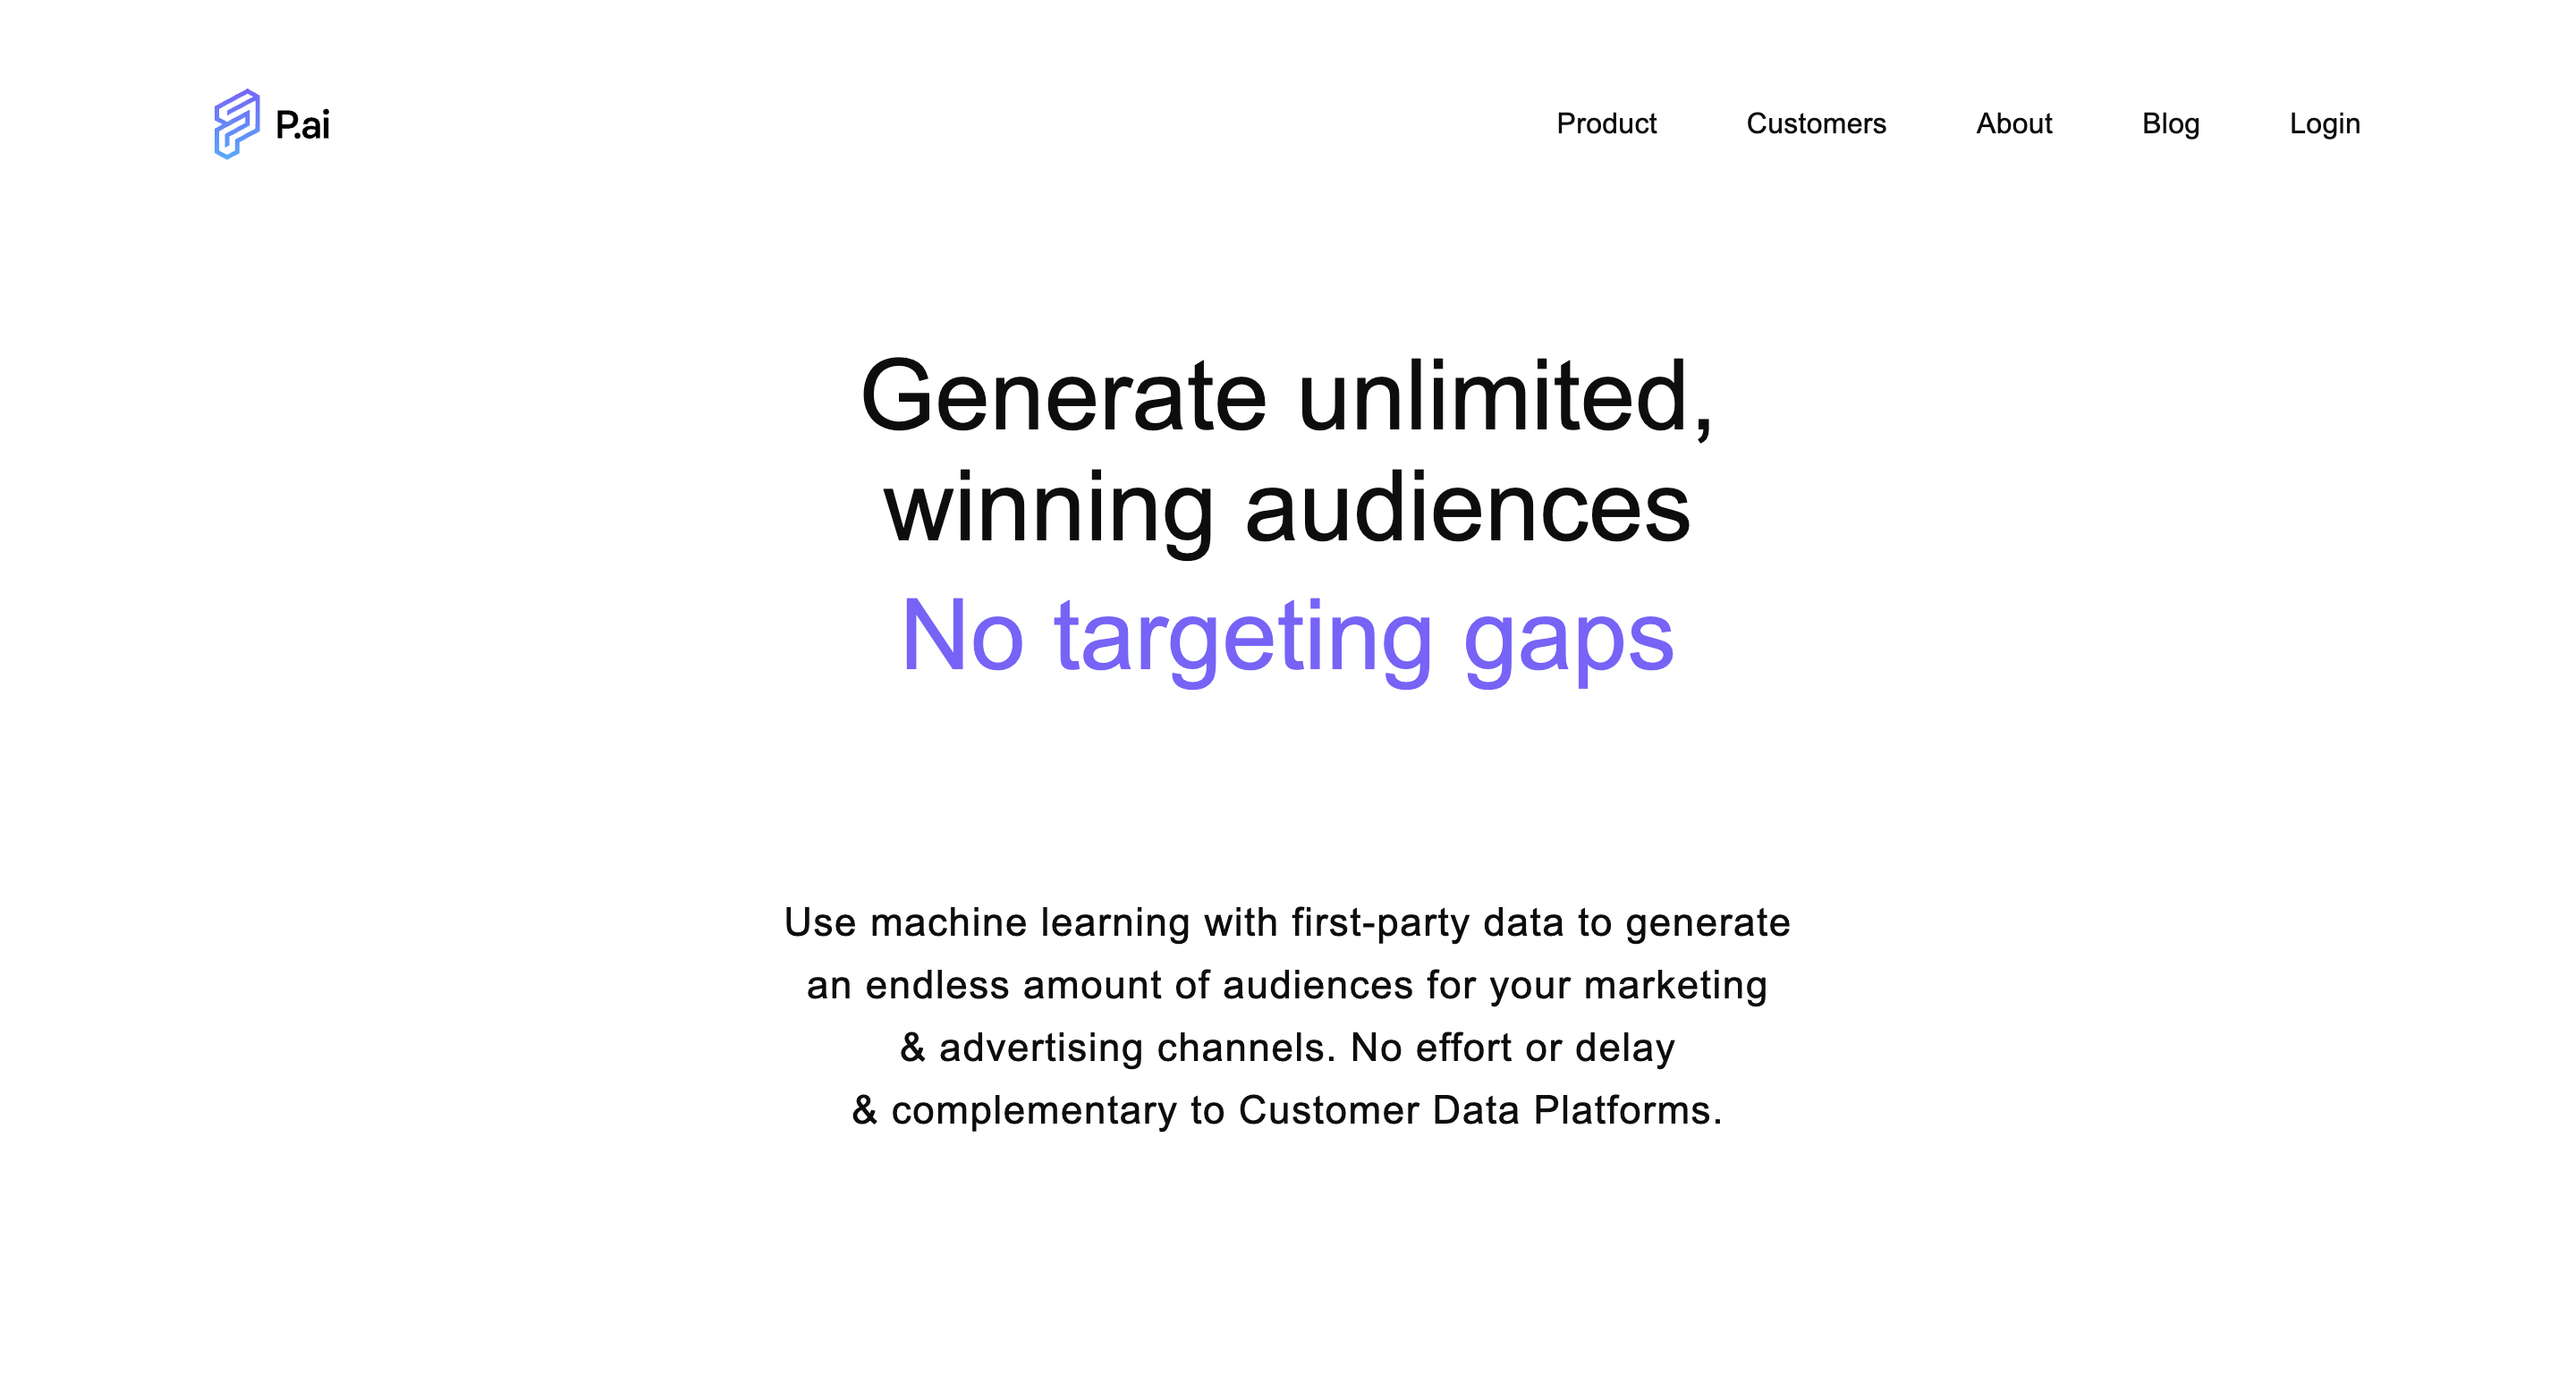 P.ai
Product Customers About Blog Login
Generate unlimited,
winning audiences
No targeting gaps
Use machine learning with first-party data to generate
an endless amount of audiences for your marketing
& advertising channels. No effort or delay
& complementary to Customer Data Platforms.